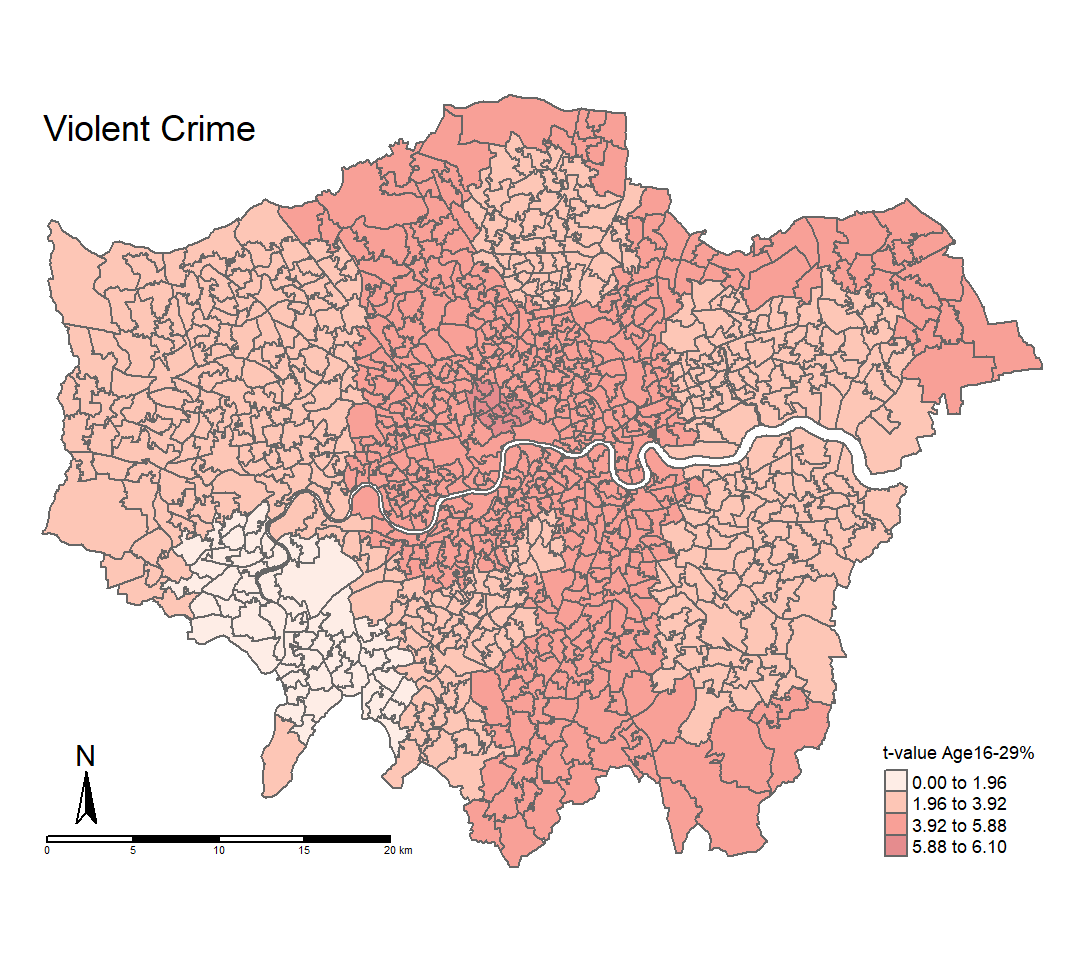 Violent Crime
N
0 5 10 15 20 km
t-value Age16-29%
0.00 to 1.96
1.96 to 3.92
3.92 to 5.88
5.88 to 6.10